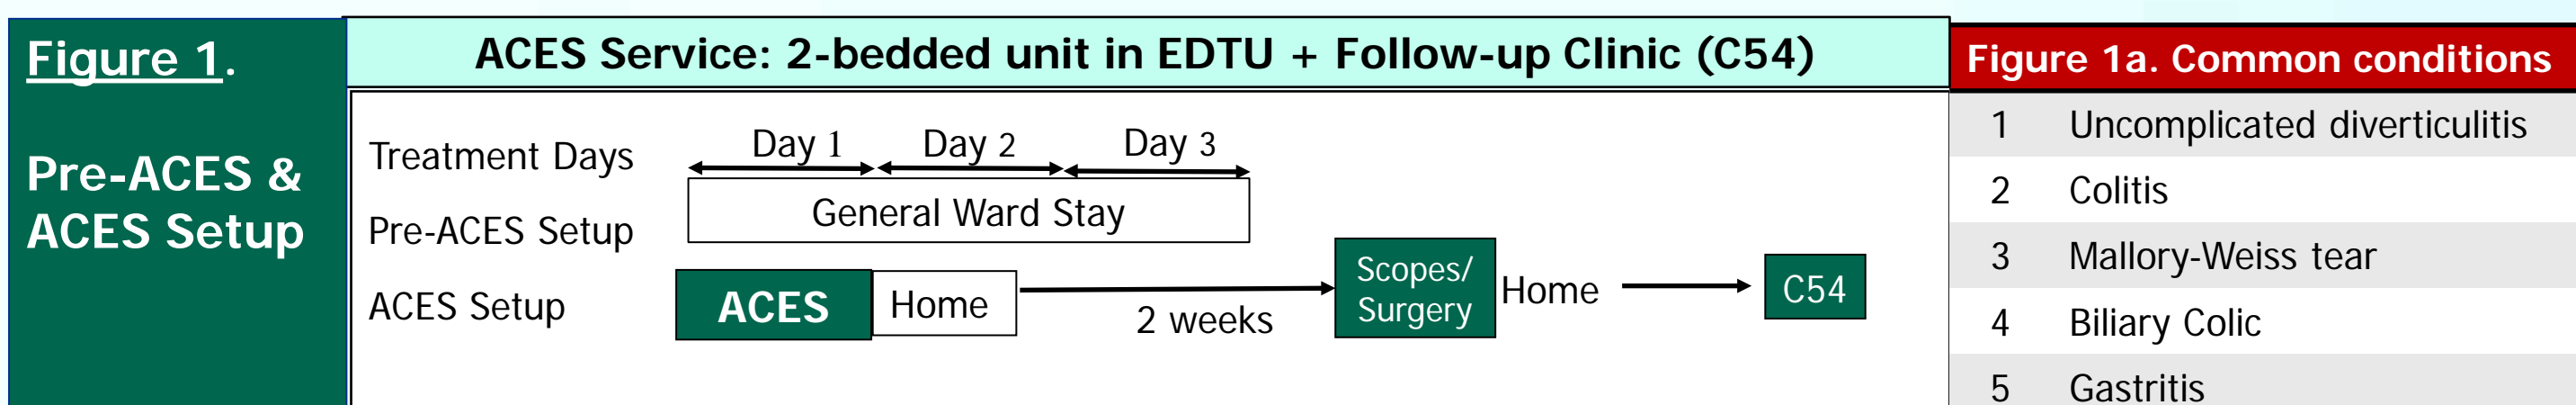 Figure 1.
Pre-ACES &
ACES Setup
ACES Service: 2-bedded unit in EDTU + Follow-up Clinic (C54)
Treatment Days
Day 1
Day 2
Day 3
Pre-ACES Setup
General Ward Stay
ACES Setup
ACES
Home
2 weeks
Scopes/
Surgery
Home
C54
Figure 1a. Common conditions
1 Uncomplicated diverticulitis
2 Colitis
3 Mallory-Weiss tear
4 Biliary Colic
5 Gastritis